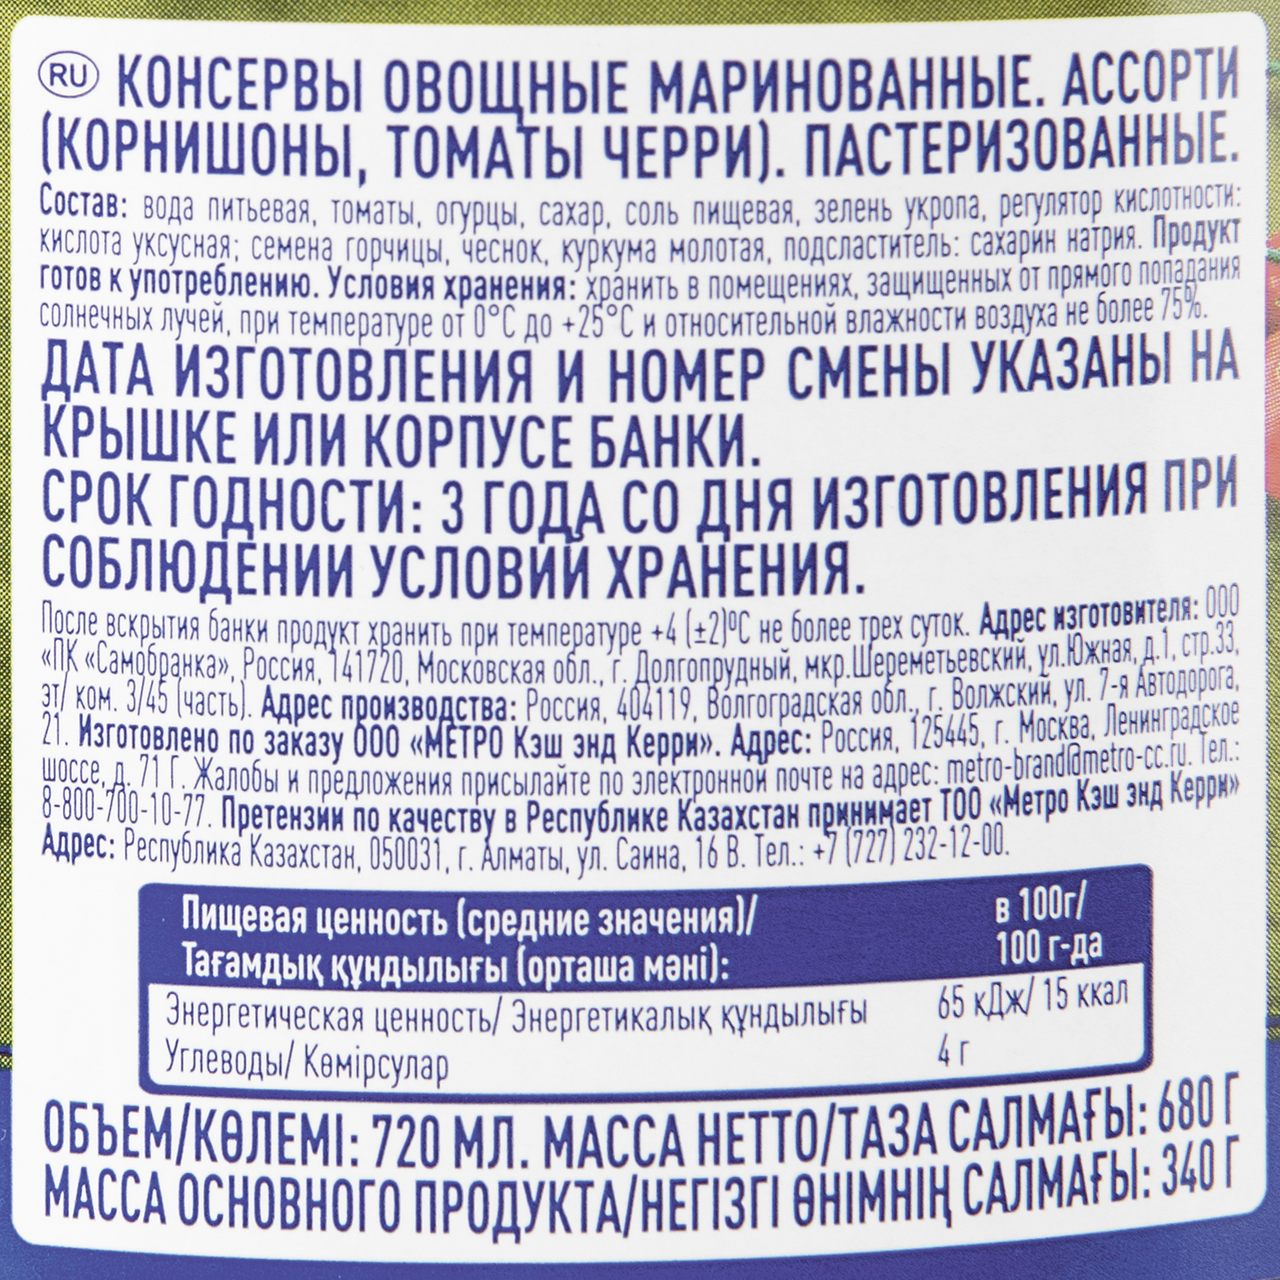 RU КОНСЕРВЫ ОВОЩНЫЕ МАРИНОВАННЫЕ. АССОРТИ
(КОРНИШОНЫ, ТОМАТЫ ЧЕРРИ). ПАСТЕРИЗОВАННЫЕ.
Состав: вода питьевая, томаты, огурцы, сахар, соль пищевая, зелень укропа, регулятор кислотности:
кислота уксусная; семена горчицы, чеснок, куркума молотая, подсластитель: сахарин натрия. Продукт
готов к употреблению. Условия хранения: хранить в помещениях, защищенных от прямого попадания
солнечных лучей, при температуре от 0°С до +25°С и относительной влажности воздуха не более 75%.
ДАТА ИЗГОТОВЛЕНИЯ И НОМЕР СМЕНЫ УКАЗАНЫ НА
КРЫШКЕ ИЛИ КОРПУСЕ БАНКИ.
СРОК ГОДНОСТИ: 3 ГОДА СО ДНЯ ИЗГОТОВЛЕНИЯ ПРИ
СОБЛЮДЕНИИ УСЛОВИЙ ХРАНЕНИЯ.
После вскрытия банки продукт хранить при температуре +4 (±2)ºС не более трех суток. Адрес изготовителя: ООО
«ПК «Самобранка», Россия, 141720, Московская обл., г. Долгопрудный, мкр.Шереметьевский, ул.Южная, д.1, стр.33,
эт/ ком. 3/45 (часть). Адрес производства: Россия, 404119, Волгоградская обл., г. Волжский, ул. 7-я Автодорога,
21. Изготовлено по заказу ООО «МЕТРО Кэш энд Керри». Адрес: Россия, 125445, г. Москва, Ленинградское
шоссе, д. 71 Г. Жалобы и предложения присылайте по электронной почте на адрес: metro-brand@metro-cc.ru. Тел.:
8-800-700-10-77. Претензии по качеству в Республике Казахстан принимает ТОО «Метро Кэш энд Керри»
Адрес: Республика Казахстан, 050031, г. Алматы, ул. Саина, 16 В. Тел.: +7 (727) 232-12-00.
Пищевая ценность (средние значения)/ в 100г/
Тағамдық құндылығы (орташа мәні): 100 г-да
Энергетическая ценность/ Энергетикалық құндылығы 65 кДж/ 15 ккал
Углеводы/ Көмірсулар 4 г
ОБЪЕМ/КӨЛЕМІ: 720 МЛ. МАССА НЕТТО/ТАЗА САЛМАҒЫ: 680 Г
МАССА ОСНОВНОГО ПРОДУКТА/НЕГІЗГІ ӨНІМНІҢ САЛМАҒЫ: 340 Г